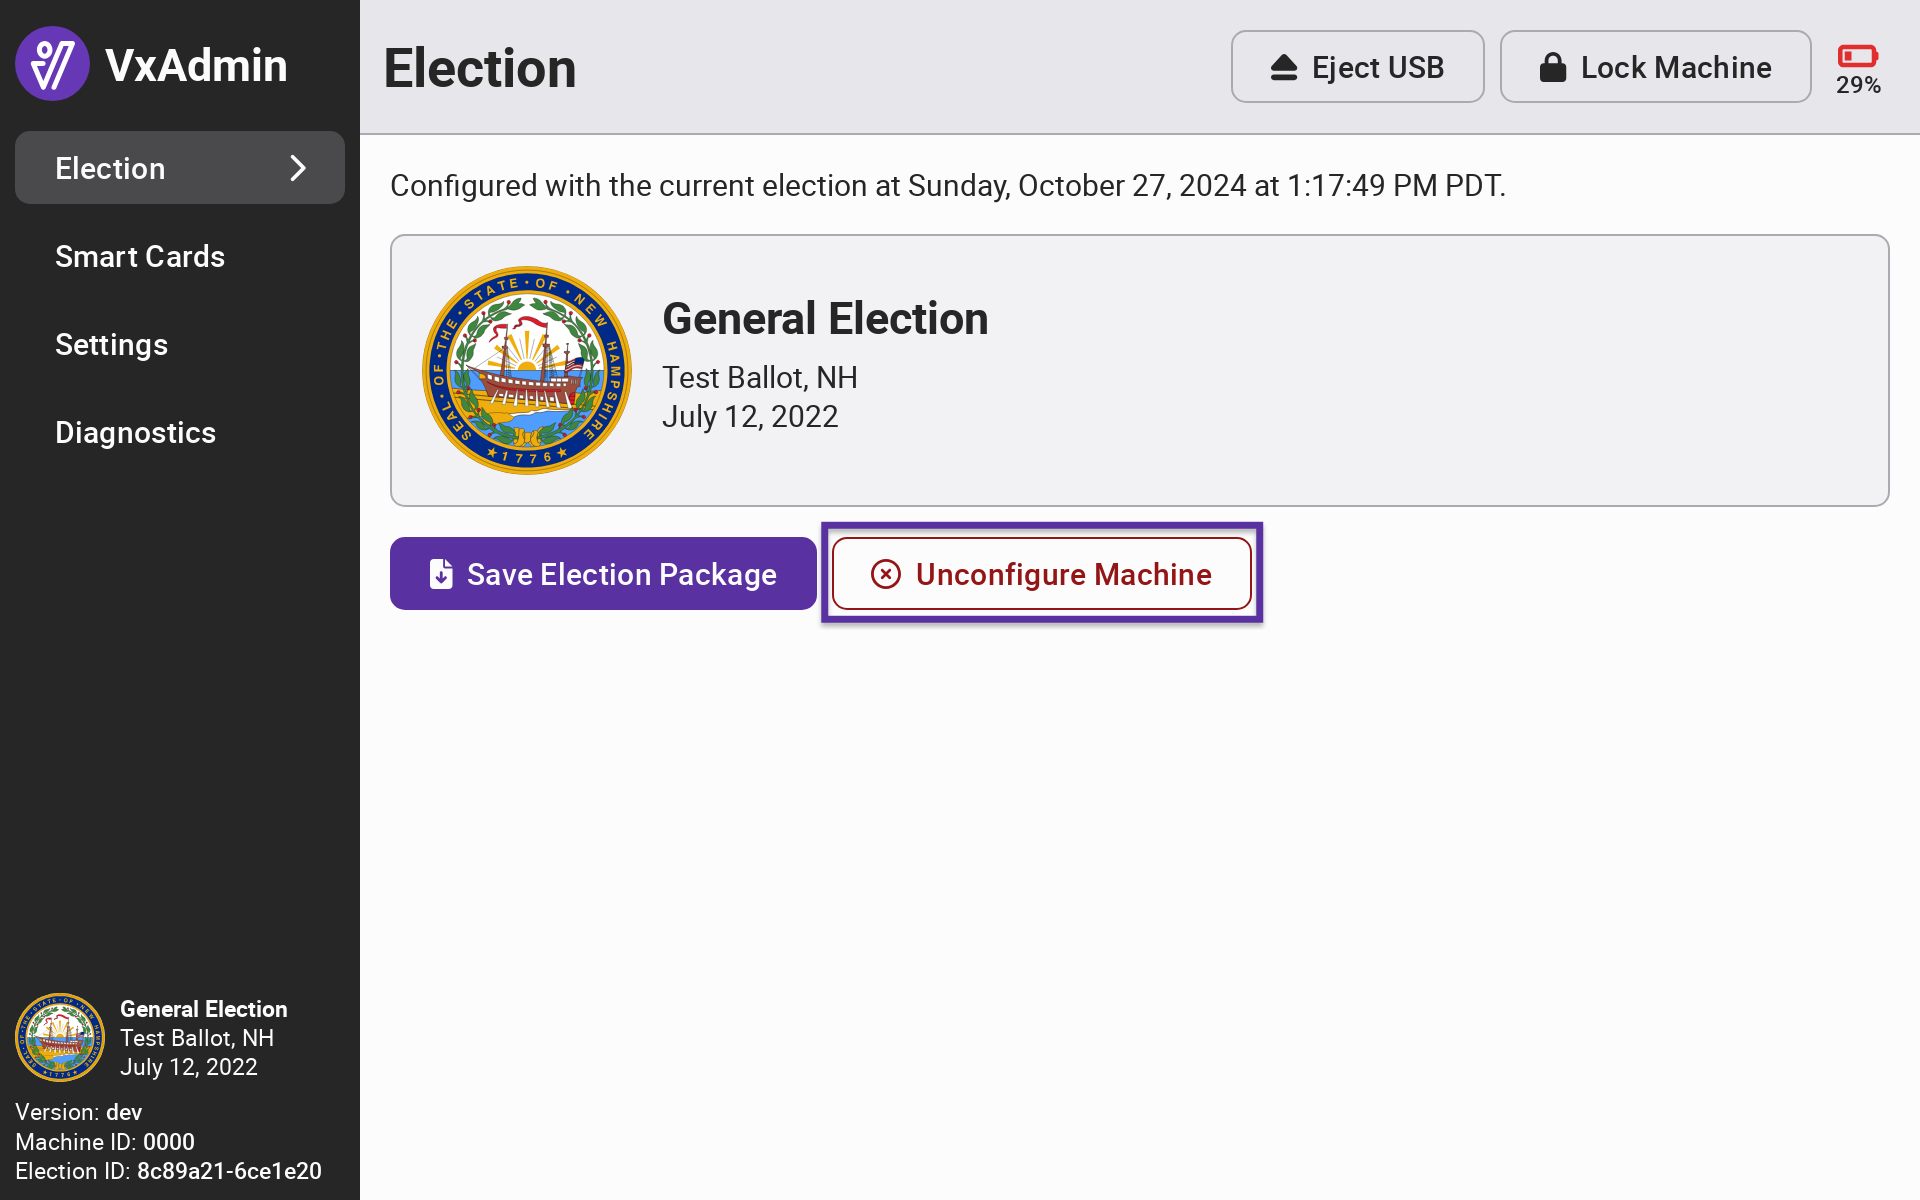 VxAdmin
Election
Smart Cards
Settings
Diagnostics
General Election
Test Ballot, NH
July 12, 2022
Version: dev
Machine ID: 0000
Election ID: 8c89a21-6ce1e20
Election
Eject USB
Lock Machine
29%
Configured with the current election at Sunday, October 27, 2024 at 1:17:49 PM PDT.
SEAL · OF · THE · STATE · OF · NEW HAMPSHIRE
1776
General Election
Test Ballot, NH
July 12, 2022
Save Election Package
Unconfigure Machine